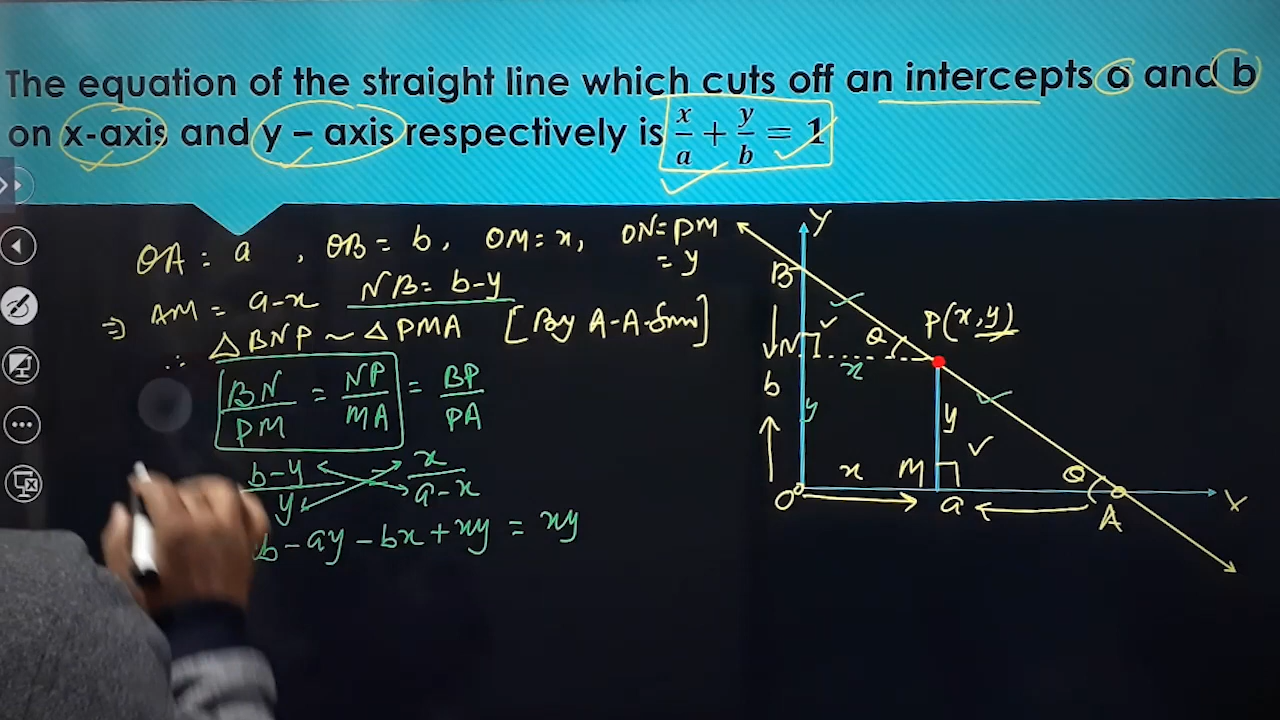 The equation of the straight line which cuts off an intercepts a and b
on x-axis and y – axis respectively is x/a + y/b = 1
OA = a , OB = b, OM = x, ON = PM
= y
⇒ AM = a-x NB = b-y
∴ △BNP ~ △PMA [By A-A-Sim]
BN/PM = NP/MA = BP/PA
b-y/y = x/a-x
b - ay - bx + xy = xy
Y
B
P(x,y)
θ
N
x
b
y
y
x
M
θ
O
a
A
X